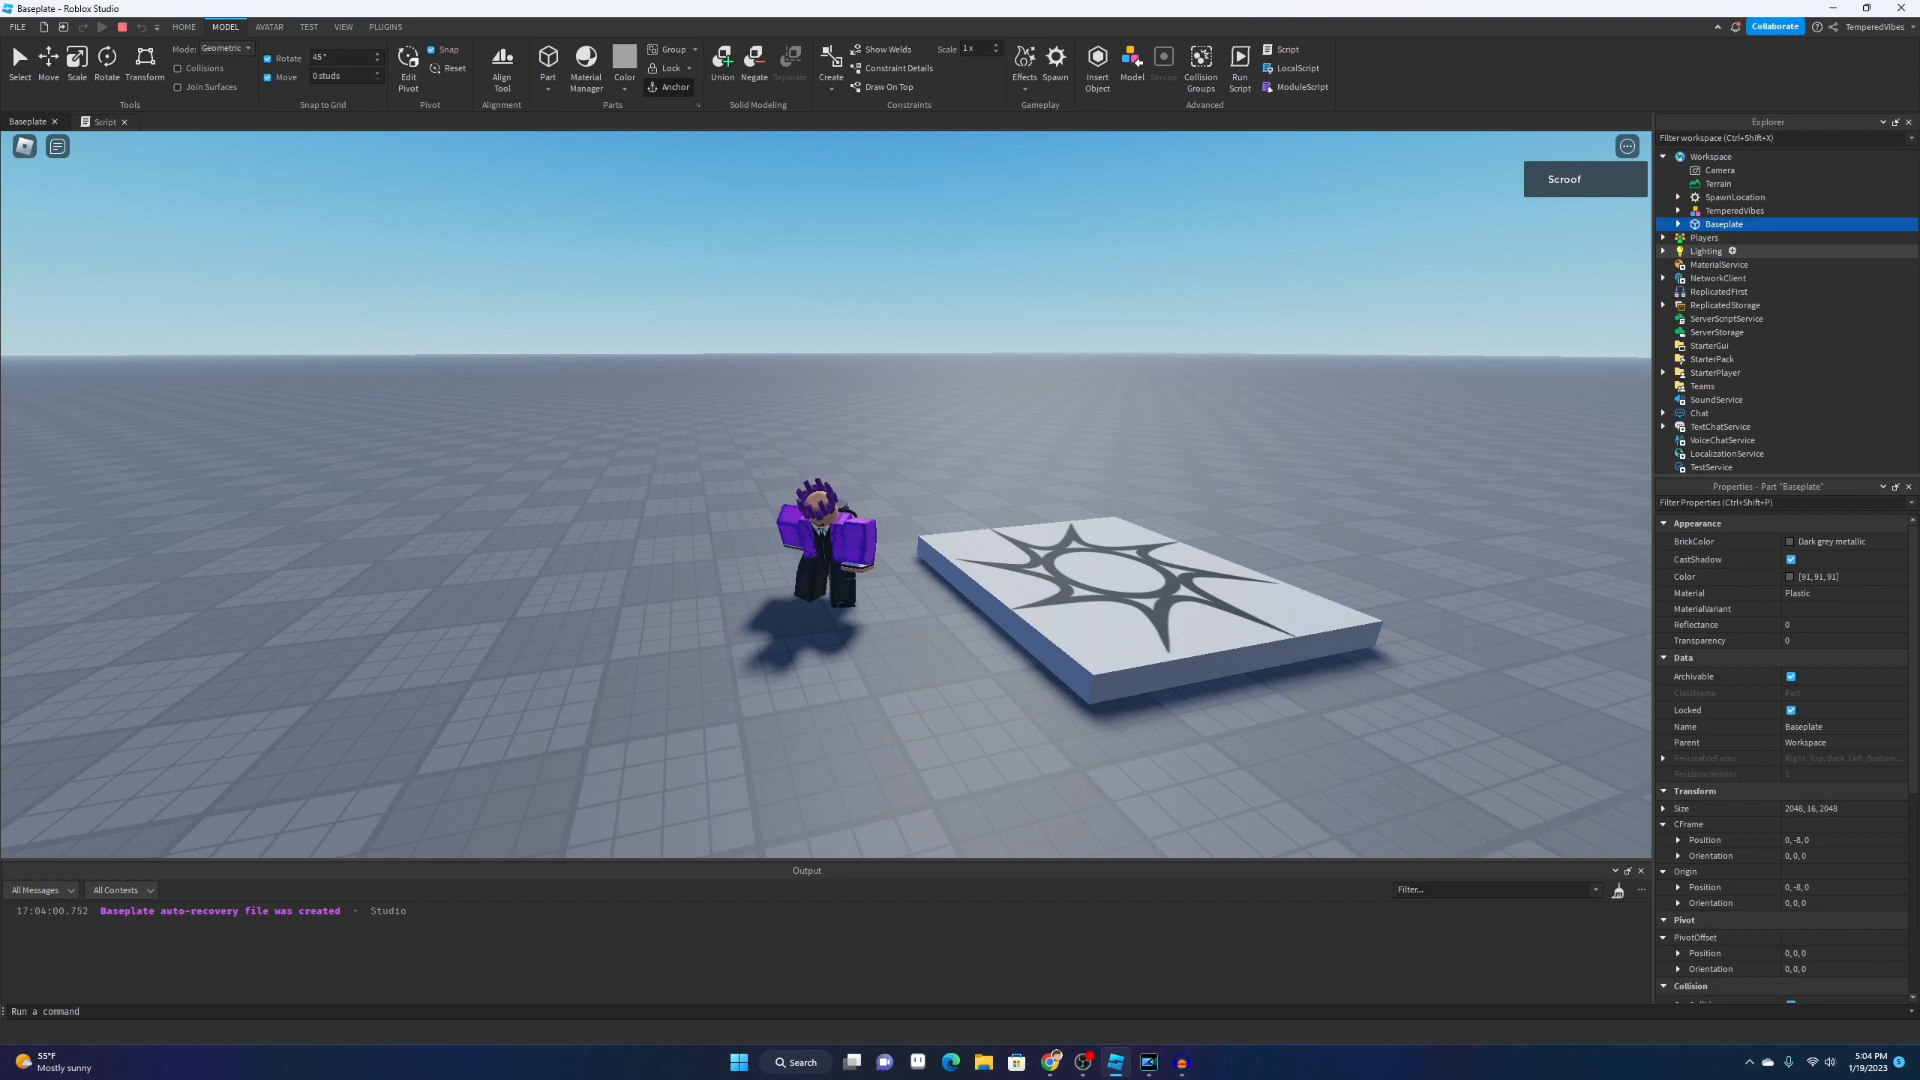 Baseplate - Roblox Studio
FILE HOME MODEL AVATAR TEST VIEW PLUGINS Collaborate TemperedVibes
Select Move Scale Rotate Transform
Mode: Geometric
Collisions
Join Surfaces
Tools
Rotate 45°
Move 0 studs
Snap to Grid
Edit Pivot
Snap
Reset
Pivot
Align Tool
Alignment
Part
Material Manager
Color
Group
Lock
Anchor
Parts
Union Negate Separate
Solid Modeling
Create
Show Welds
Constraint Details
Draw On Top
Scale 1 x
Constraints
Effects Spawn
Gameplay
Insert Object
Model
Service
Collision Groups
Run Script
Script
LocalScript
ModuleScript
Advanced
Baseplate
Script
Scroof
Explorer
Filter workspace (Ctrl+Shift+X)
Workspace
Camera
Terrain
SpawnLocation
TemperedVibes
Baseplate
Players
Lighting
MaterialService
NetworkClient
ReplicatedFirst
ReplicatedStorage
ServerScriptService
ServerStorage
StarterGui
StarterPack
StarterPlayer
Teams
SoundService
Chat
TextChatService
VoiceChatService
LocalizationService
TestService
Properties - Part "Baseplate"
Filter Properties (Ctrl+Shift+P)
Appearance
BrickColor Dark grey metallic
CastShadow
Color [91, 91, 91]
Material Plastic
MaterialVariant
Reflectance 0
Transparency 0
Data
Archivable
ClassName Part
Locked
Name Baseplate
Parent Workspace
ResizeableFaces Right, Top, Back, Left, Bottom...
ResizeIncrement 1
Transform
Size 2048, 16, 2048
CFrame
Position 0, -8, 0
Orientation 0, 0, 0
Origin
Position 0, -8, 0
Orientation 0, 0, 0
Pivot
PivotOffset
Position 0, 0, 0
Orientation 0, 0, 0
Collision
Output
All Messages All Contexts Filter...
17:04:00.752 Baseplate auto-recovery file was created - Studio
Run a command
55°F
Mostly sunny
Search
5:04 PM
1/19/2023
5